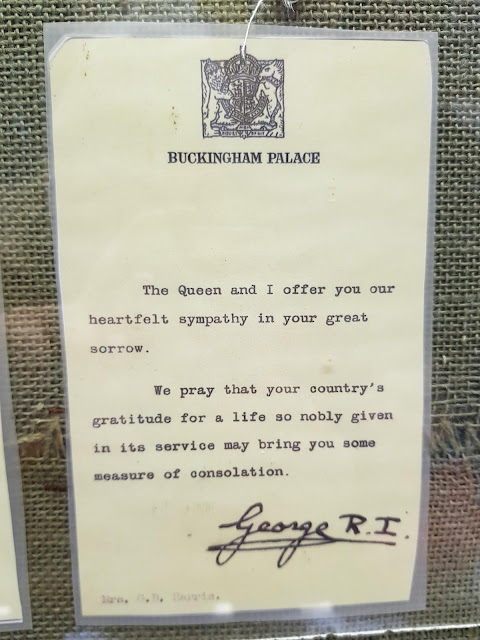 BUCKINGHAM PALACE
The Queen and I offer you our
heartfelt sympathy in your great
sorrow.
We pray that your country's
gratitude for a life so nobly given
in its service may bring you some
measure of consolation.
George R.I.
Mrs.